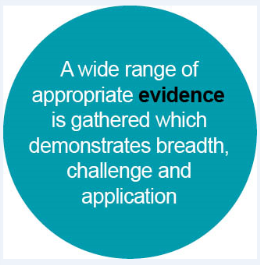 A wide range of
appropriate evidence
is gathered which
demonstrates breadth,
challenge and
application